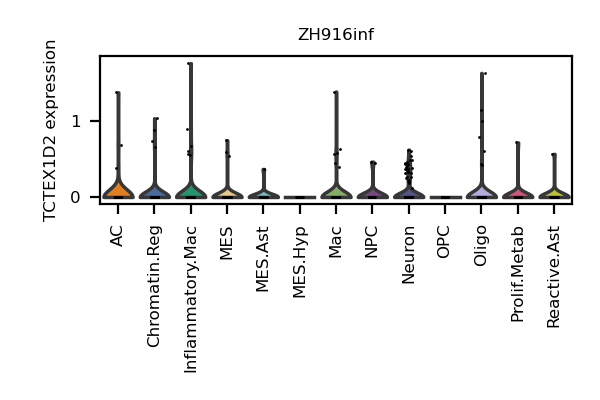 ZH916inf
TCTEX1D2 expression
1
0
AC
Chromatin.Reg
Inflammatory.Mac
MES
MES.Ast
MES.Hyp
Mac
NPC
Neuron
OPC
Oligo
Prolif.Metab
Reactive.Ast